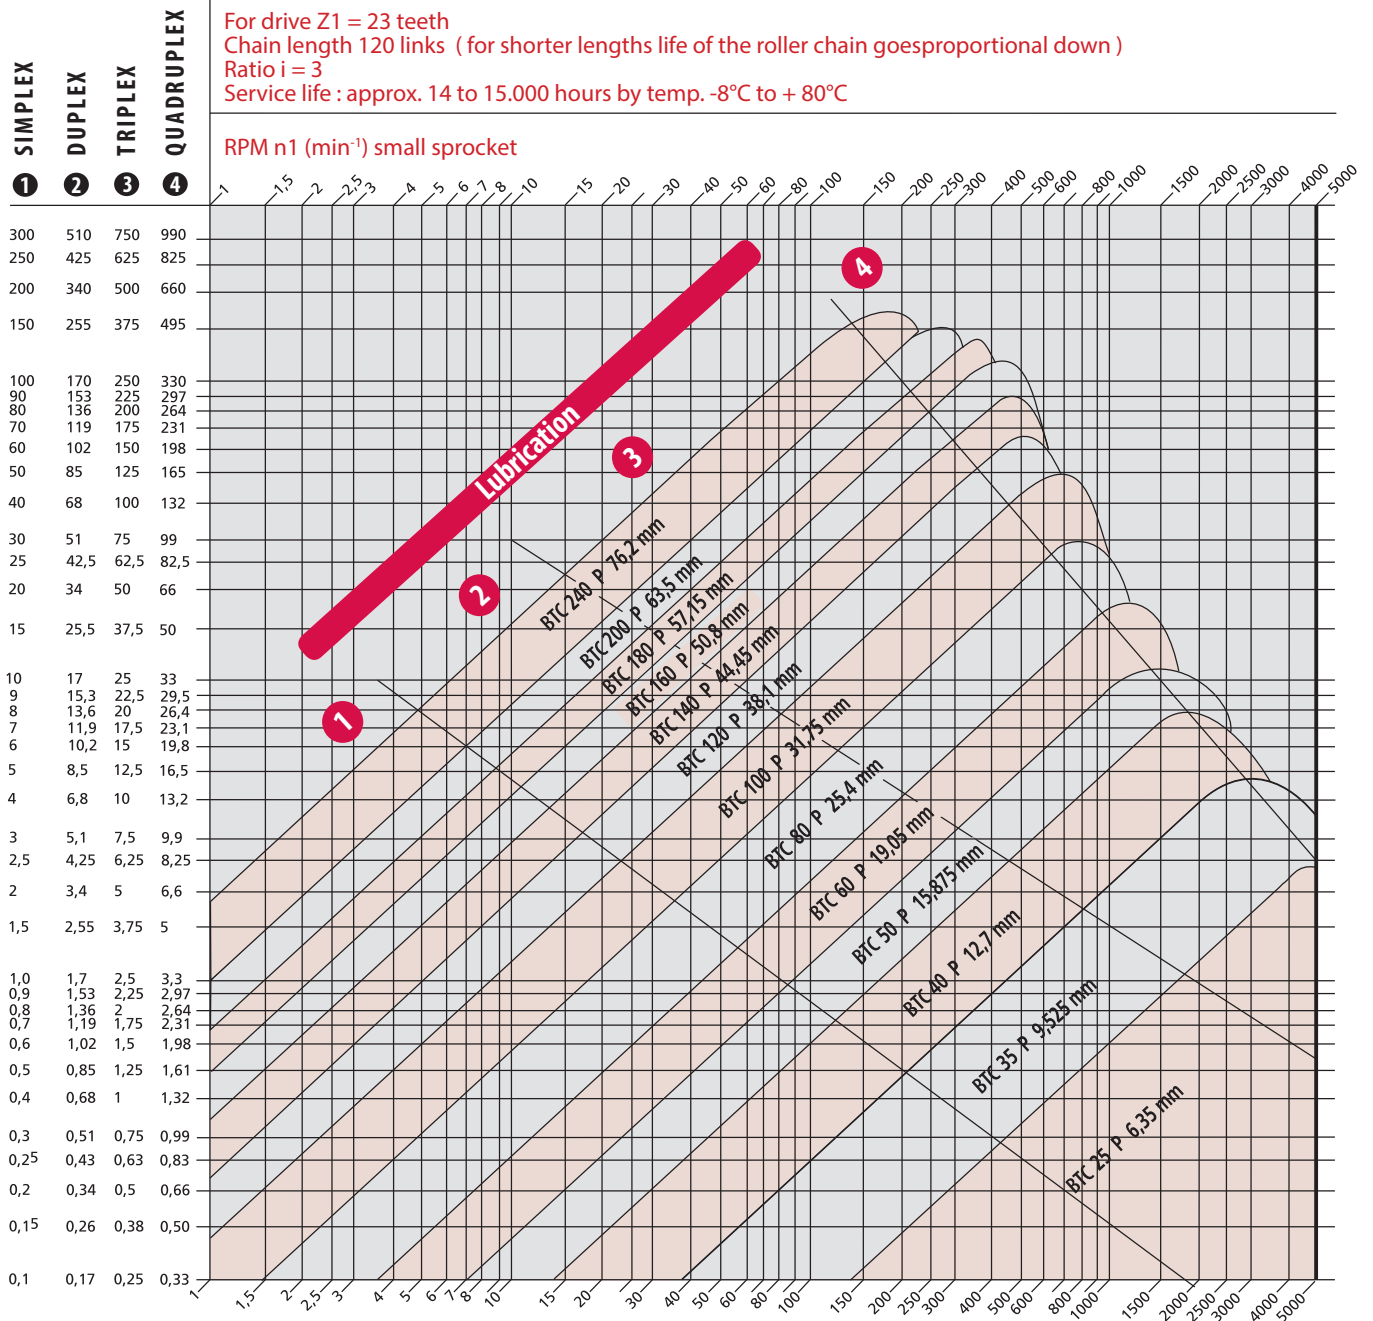 For drive Z1 = 23 teeth
Chain length 120 links ( for shorter lengths life of the roller chain goesproportional down )
Ratio i = 3
Service life : approx. 14 to 15.000 hours by temp. -8°C to + 80°C
RPM n1 (min⁻¹) small sprocket
SIMPLEX DUPLEX TRIPLEX QUADRUPLEX
1 2 3 4
1 1,5 2 2,5 3 4 5 6 7 8 10 15 20 30 40 50 60 80 100 150 200 250 300 400 500 600 800 1000 1500 2000 2500 3000 4000 5000
300 510 750 990
250 425 625 825
200 340 500 660
150 255 375 495
100 170 250 330
90 153 225 297
80 136 200 264
70 119 175 231
60 102 150 198
50 85 125 165
40 68 100 132
30 51 75 99
25 42,5 62,5 82,5
20 34 50 66
15 25,5 37,5 50
10 17 25 33
9 15,3 22,5 29,5
8 13,6 20 26,4
7 11,9 17,5 23,1
6 10,2 15 19,8
5 8,5 12,5 16,5
4 6,8 10 13,2
3 5,1 7,5 9,9
2,5 4,25 6,25 8,25
2 3,4 5 6,6
1,5 2,55 3,75 5
1,0 1,7 2,5 3,3
0,9 1,53 2,25 2,97
0,8 1,36 2 2,64
0,7 1,19 1,75 2,31
0,6 1,02 1,5 1,98
0,5 0,85 1,25 1,61
0,4 0,68 1 1,32
0,3 0,51 0,75 0,99
0,25 0,43 0,63 0,83
0,2 0,34 0,5 0,66
0,15 0,26 0,38 0,50
0,1 0,17 0,25 0,33
Lubrication
4
3
2
1
BTC 240 P 76,2 mm
BTC 200 P 63,5 mm
BTC 180 P 57,15 mm
BTC 160 P 50,8 mm
BTC 140 P 44,45 mm
BTC 120 P 38,1 mm
BTC 100 P 31,75 mm
BTC 80 P 25,4 mm
BTC 60 P 19,05 mm
BTC 50 P 15,875 mm
BTC 40 P 12,7 mm
BTC 35 P 9,525 mm
BTC 25 P 6,35 mm
1 1,5 2 2,5 3 4 5 6 7 8 10 15 20 30 40 50 60 80 100 150 200 250 300 400 500 600 800 1000 1500 2000 2500 3000 4000 5000